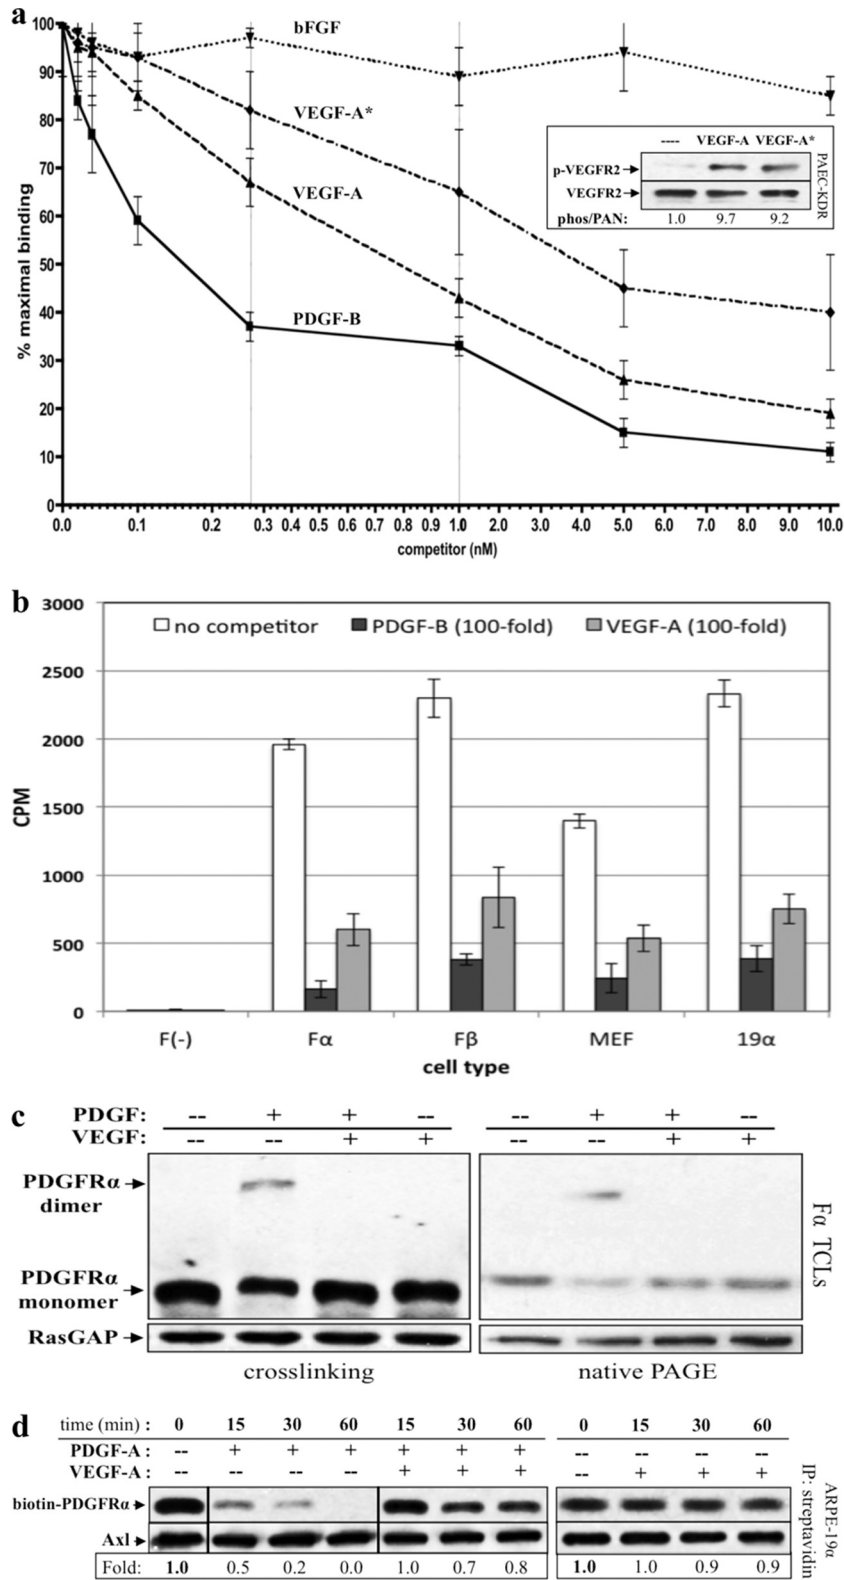 a
100
90
80
70
60
50
40
30
20
10
0
% maximal binding
bFGF
VEGF-A*
VEGF-A
PDGF-B
---- VEGF-A VEGF-A*
p-VEGFR2
VEGFR2
phos/PAN: 1.0 9.7 9.2
PAEC-KDR
0.0 0.1 0.2 0.3 0.4 0.5 0.6 0.7 0.8 0.9 1.0 2.0 3.0 4.0 5.0 6.0 7.0 8.0 9.0 10.0
competitor (nM)
b
3000
2500
2000
1500
1000
500
0
CPM
no competitor PDGF-B (100-fold) VEGF-A (100-fold)
F(-) Fα Fβ MEF 19α
cell type
c
PDGF: -- + + -- -- + + --
VEGF: -- -- + + -- -- + +
PDGFRα
dimer
PDGFRα
monomer
RasGAP
Fα TCLs
crosslinking native PAGE
d
time (min) : 0 15 30 60 15 30 60 0 15 30 60
PDGF-A : -- + + + + + + -- -- -- --
VEGF-A : -- -- -- -- + + + -- + + +
biotin-PDGFRα
Axl
Fold: 1.0 0.5 0.2 0.0 1.0 0.7 0.8 1.0 1.0 0.9 0.9
ARPE-19α
IP: streptavidin